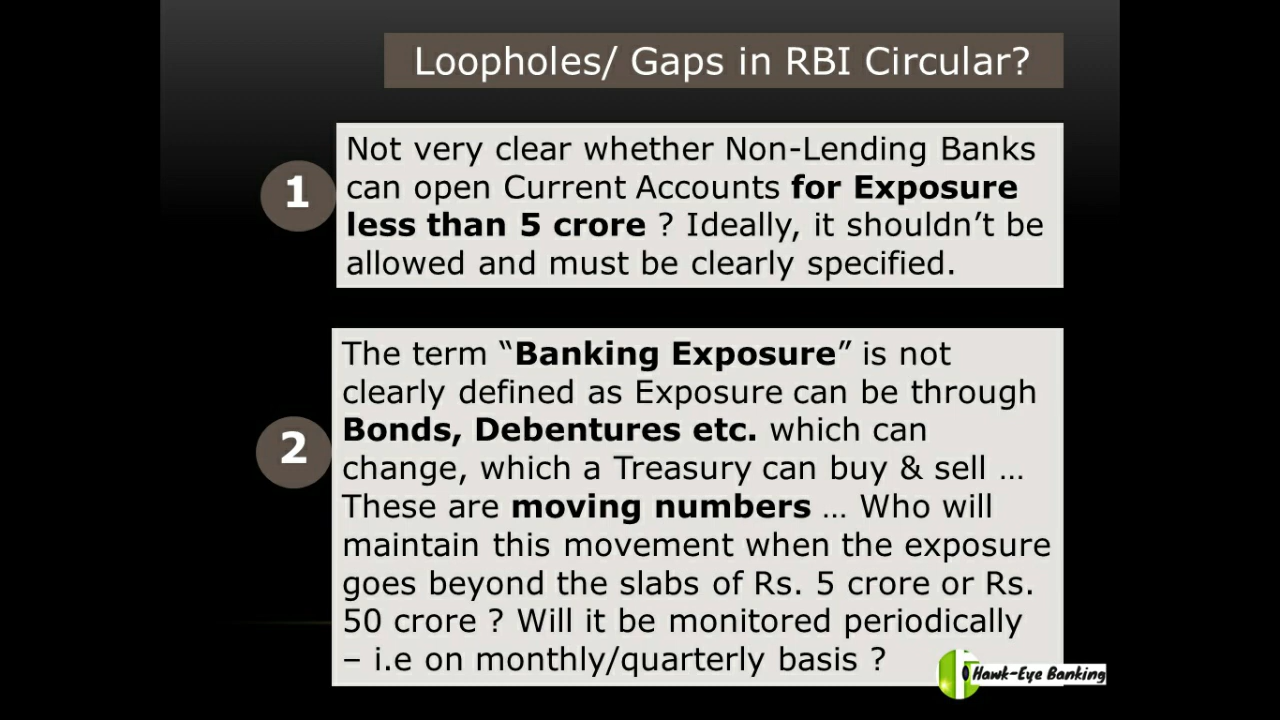 Loopholes/ Gaps in RBI Circular?
1
Not very clear whether Non-Lending Banks
can open Current Accounts for Exposure
less than 5 crore ? Ideally, it shouldn’t be
allowed and must be clearly specified.
2
The term “Banking Exposure” is not
clearly defined as Exposure can be through
Bonds, Debentures etc. which can
change, which a Treasury can buy & sell …
These are moving numbers … Who will
maintain this movement when the exposure
goes beyond the slabs of Rs. 5 crore or Rs.
50 crore ? Will it be monitored periodically
– i.e on monthly/quarterly basis ?
Hawk-Eye Banking